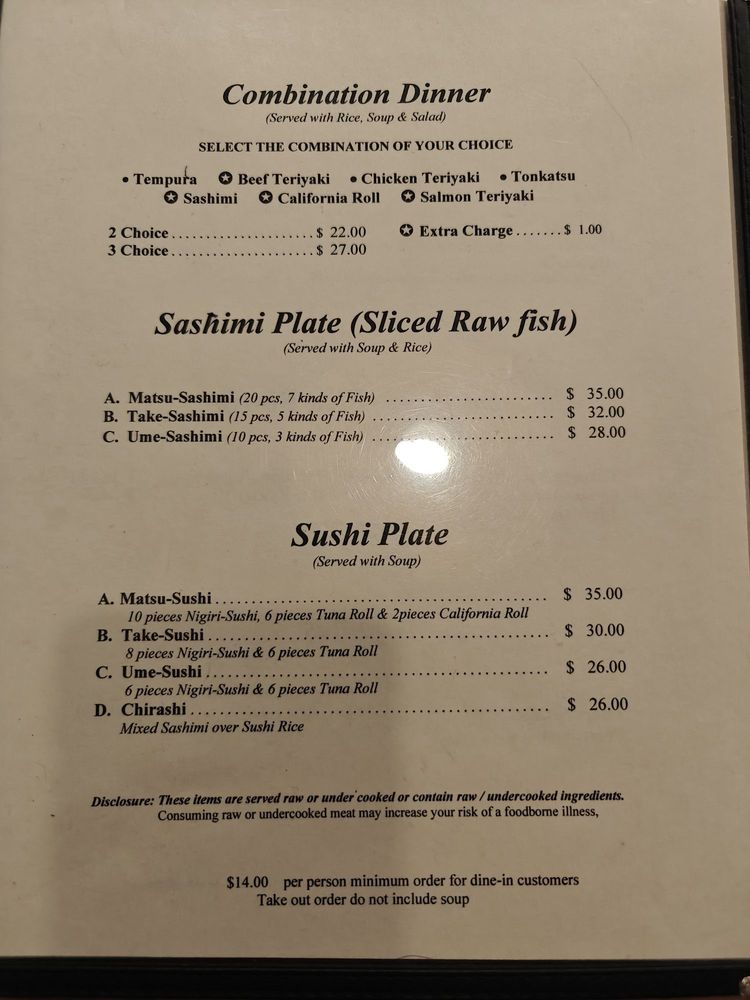 Combination Dinner
(Served with Rice, Soup & Salad)
SELECT THE COMBINATION OF YOUR CHOICE
• Tempura ✪ Beef Teriyaki • Chicken Teriyaki • Tonkatsu
✪ Sashimi ✪ California Roll ✪ Salmon Teriyaki
2 Choice.....................$ 22.00 ✪ Extra Charge.......$ 1.00
3 Choice.....................$ 27.00
Sashimi Plate (Sliced Raw fish)
(Served with Soup & Rice)
A. Matsu-Sashimi (20 pcs, 7 kinds of Fish) ......................... $ 35.00
B. Take-Sashimi (15 pcs, 5 kinds of Fish) ........................... $ 32.00
C. Ume-Sashimi (10 pcs, 3 kinds of Fish) ........................... $ 28.00
Sushi Plate
(Served with Soup)
A. Matsu-Sushi.................................................. $ 35.00
10 pieces Nigiri-Sushi, 6 pieces Tuna Roll & 2pieces California Roll
B. Take-Sushi................................................... $ 30.00
8 pieces Nigiri-Sushi & 6 pieces Tuna Roll
C. Ume-Sushi................................................... $ 26.00
6 pieces Nigiri-Sushi & 6 pieces Tuna Roll
D. Chirashi...................................................... $ 26.00
Mixed Sashimi over Sushi Rice
Disclosure: These items are served raw or under cooked or contain raw / undercooked ingredients.
Consuming raw or undercooked meat may increase your risk of a foodborne illness,
$14.00 per person minimum order for dine-in customers
Take out order do not include soup